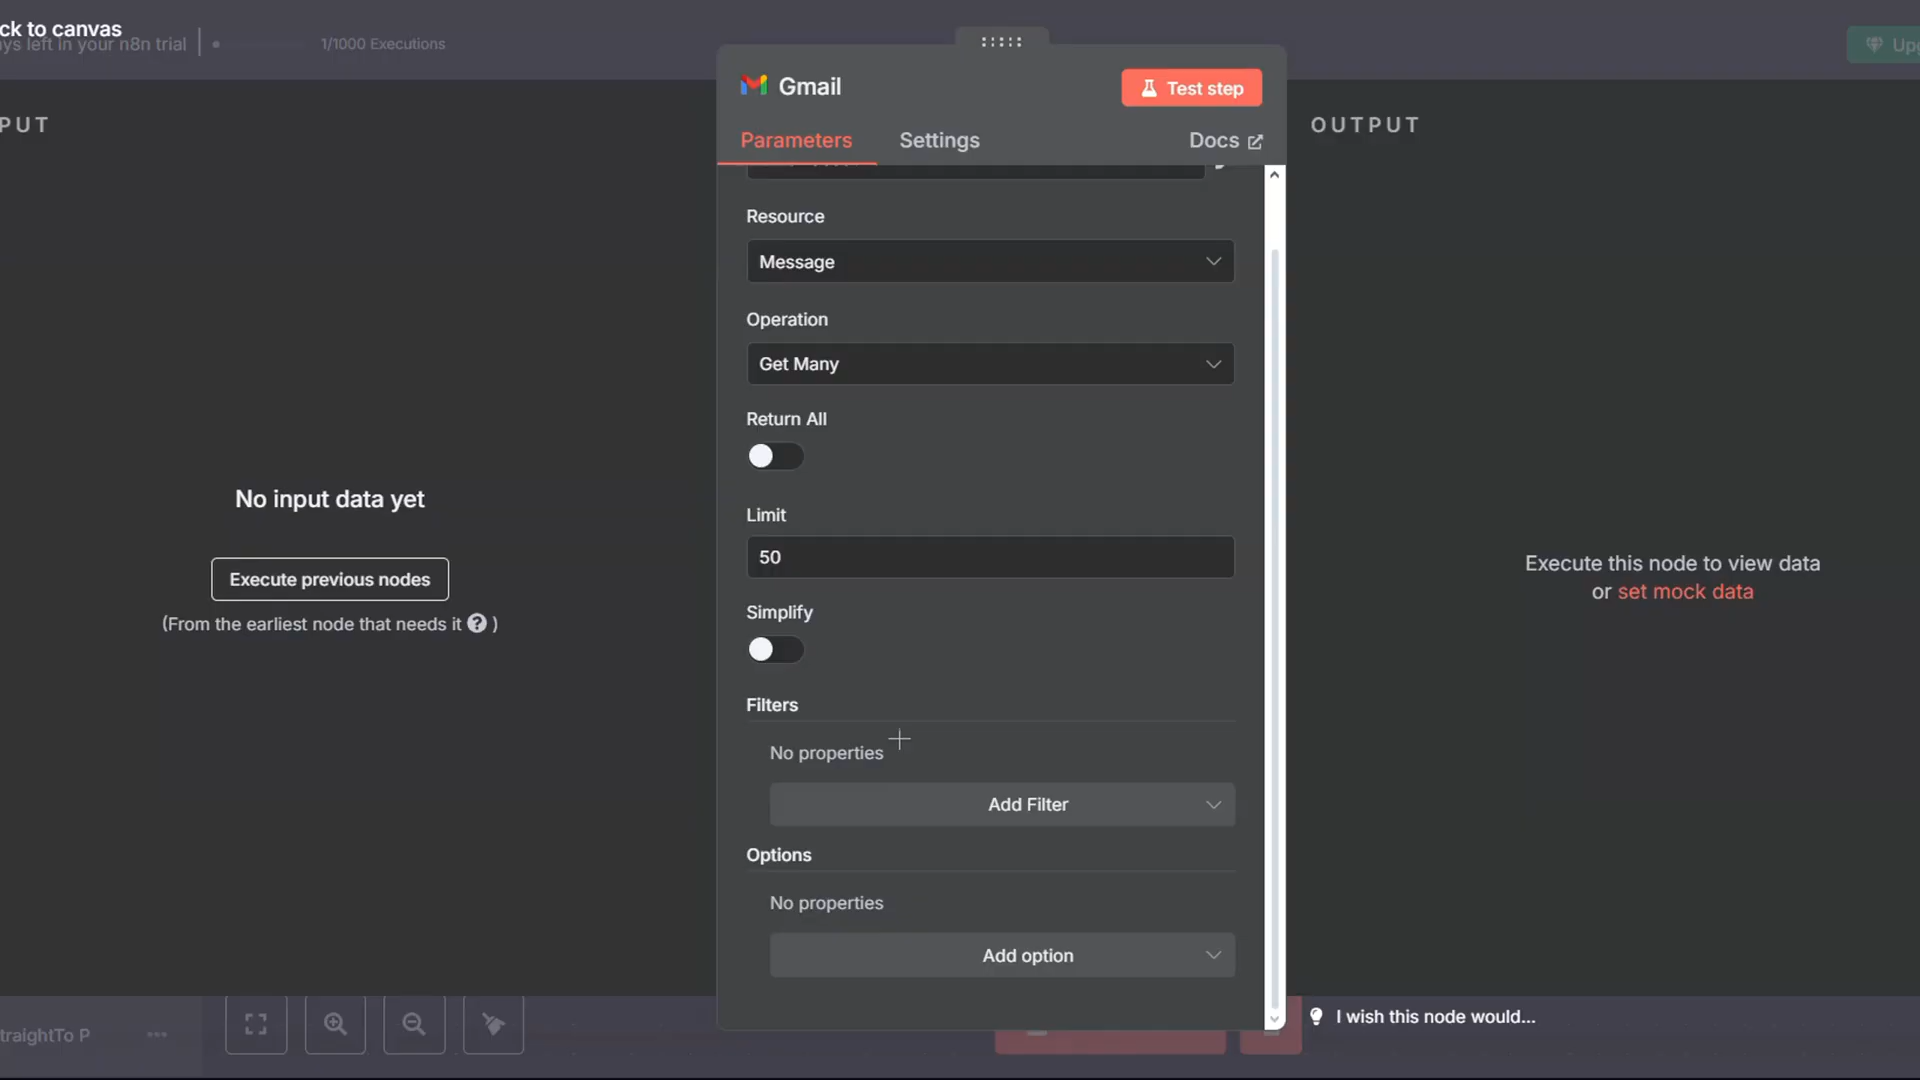 ck to canvas
ys left in your n8n trial
1/1000 Executions
Upg
PUT
No input data yet
Execute previous nodes
(From the earliest node that needs it ? )
Gmail
Test step
Parameters
Settings
Docs
Resource
Message
Operation
Get Many
Return All
Limit
50
Simplify
Filters
No properties
Add Filter
Options
No properties
Add option
OUTPUT
Execute this node to view data
or set mock data
I wish this node would...
traightTo P